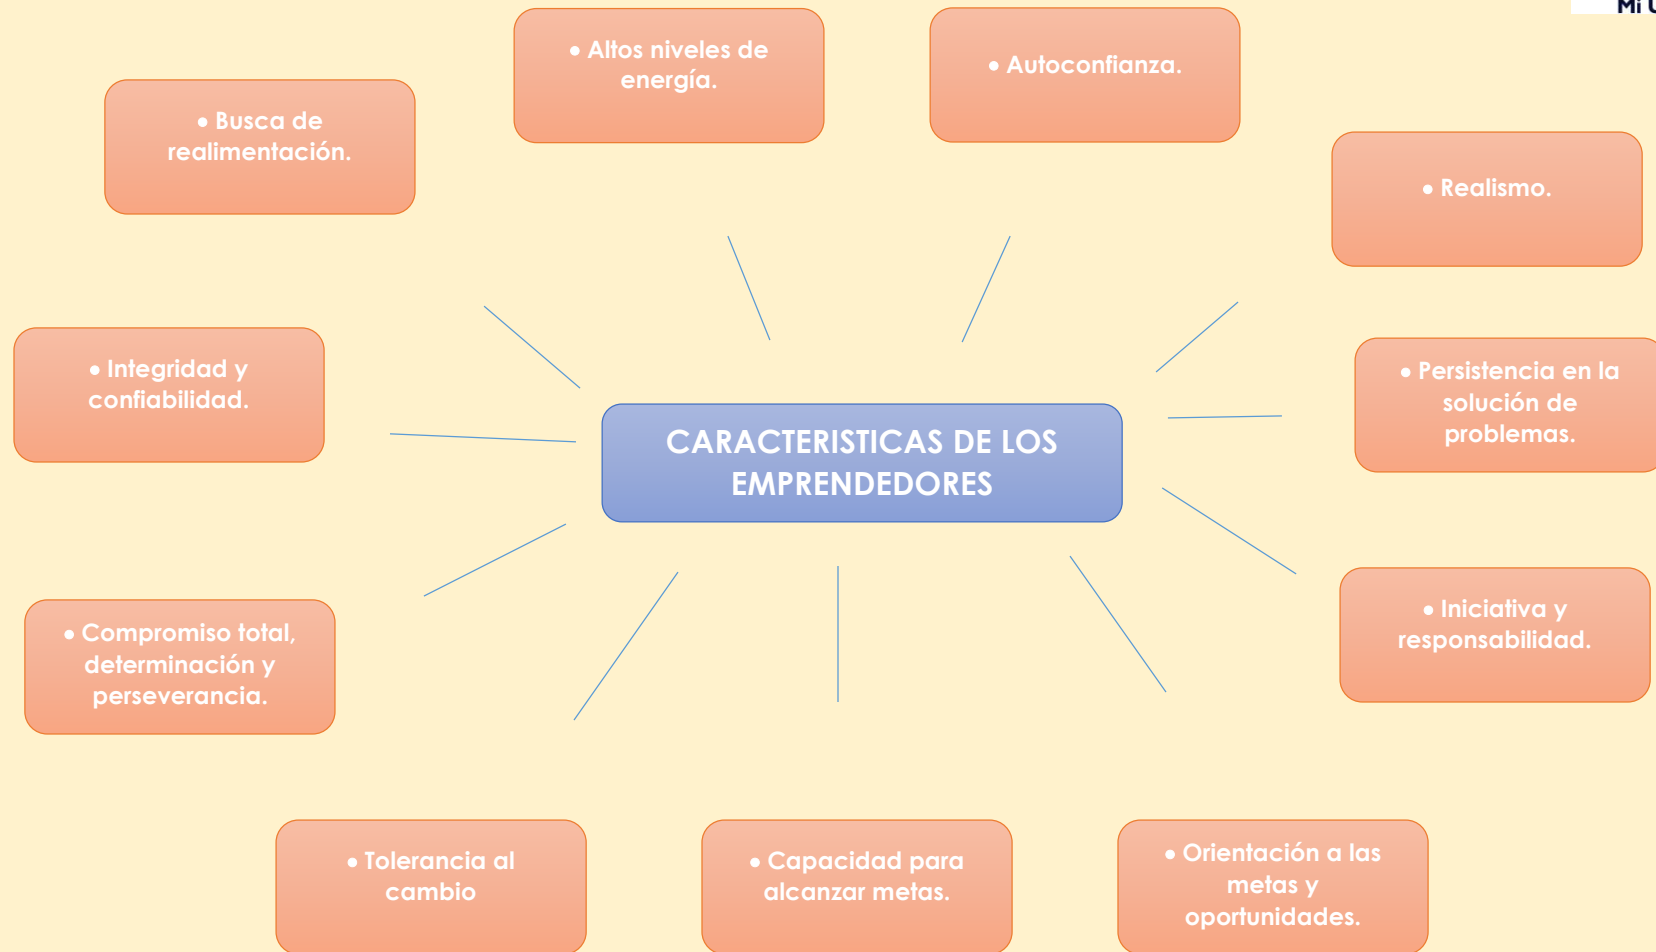 Mi U
• Altos niveles de
energía.
• Autoconfianza.
• Busca de
realimentación.
• Realismo.
• Integridad y
confiabilidad.
• Persistencia en la
solución de
problemas.
CARACTERISTICAS DE LOS
EMPRENDEDORES
• Compromiso total,
determinación y
perseverancia.
• Iniciativa y
responsabilidad.
• Tolerancia al
cambio
• Capacidad para
alcanzar metas.
• Orientación a las
metas y
oportunidades.